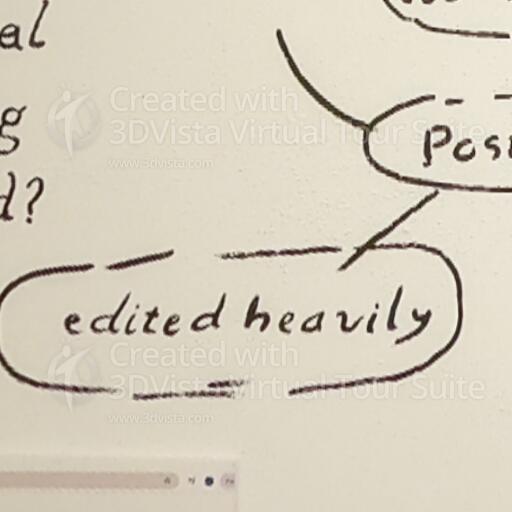 al
g
d?
Pos
edited heavily
Created with
3DVista Virtual Tour Suite
www.3dvista.com
Created with
3DVista Virtual Tour Suite
www.3dvista.com